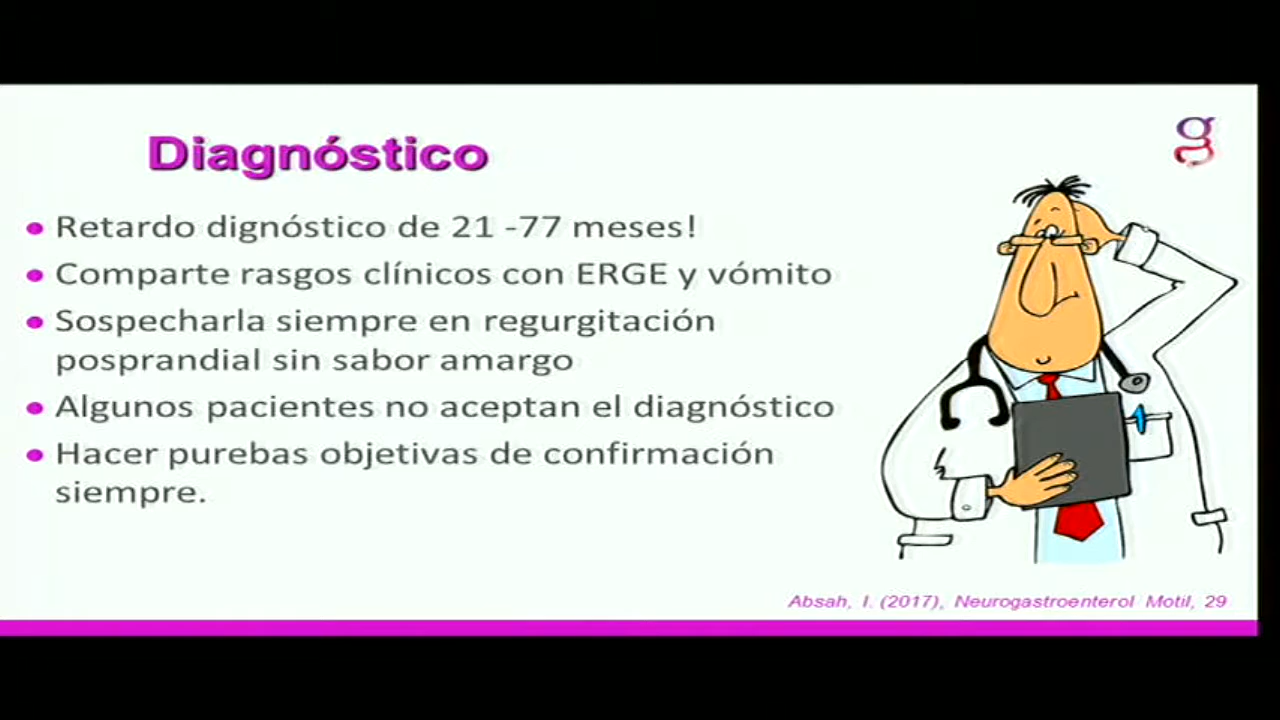 Diagnóstico
Retardo dignóstico de 21 -77 meses!
Comparte rasgos clínicos con ERGE y vómito
Sospecharla siempre en regurgitación
posprandial sin sabor amargo
Algunos pacientes no aceptan el diagnóstico
Hacer purebas objetivas de confirmación
siempre.
Absah, I. (2017), Neurogastroenterol Motil, 29